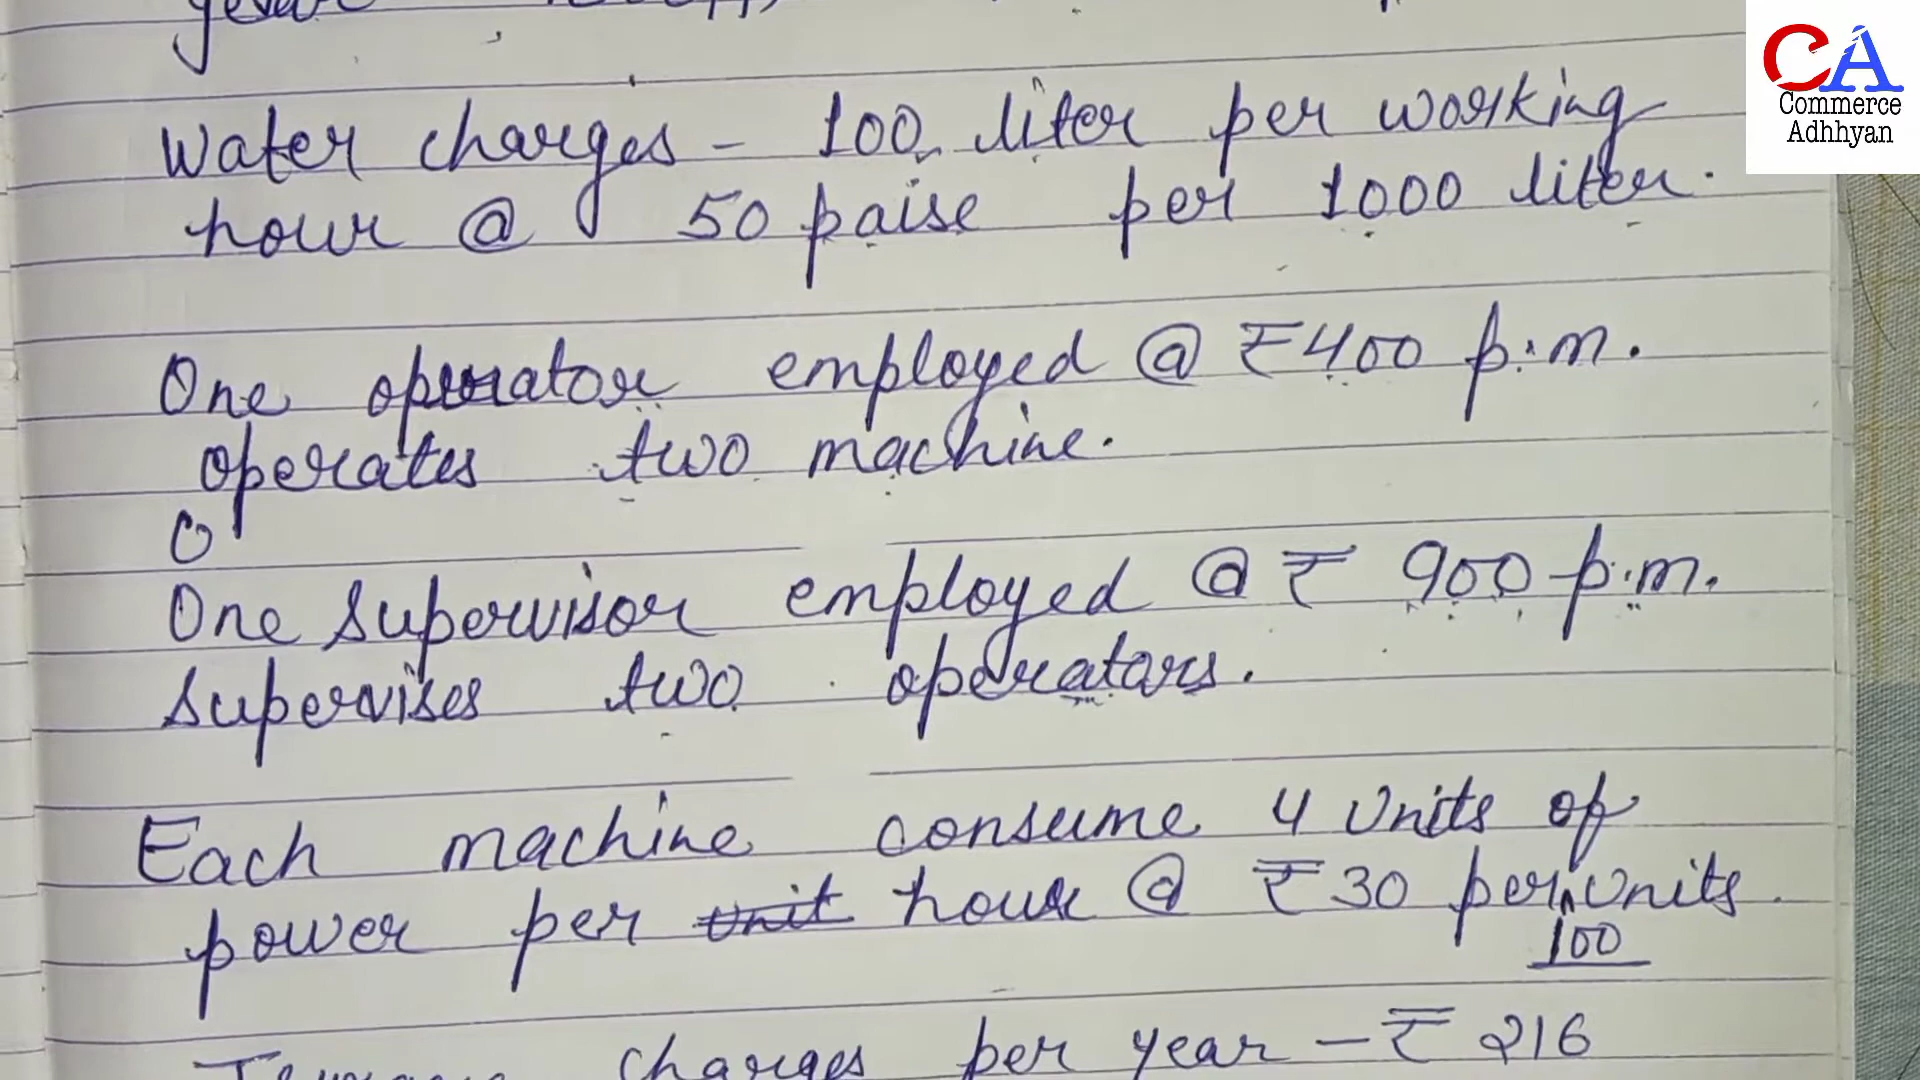 Water charges - 100 liter per working
hour @ 50 paise per 1000 liter.
One operator employed @ ₹400 p.m.
operates two machine.
O
One Supervisor employed @ ₹ 900 p.m.
Supervises two operators.
Each machine consume 4 Units of
power per unit hour @ ₹30 per 100 Units.
charges per year - ₹ 216
CA
Commerce
Adhhyan